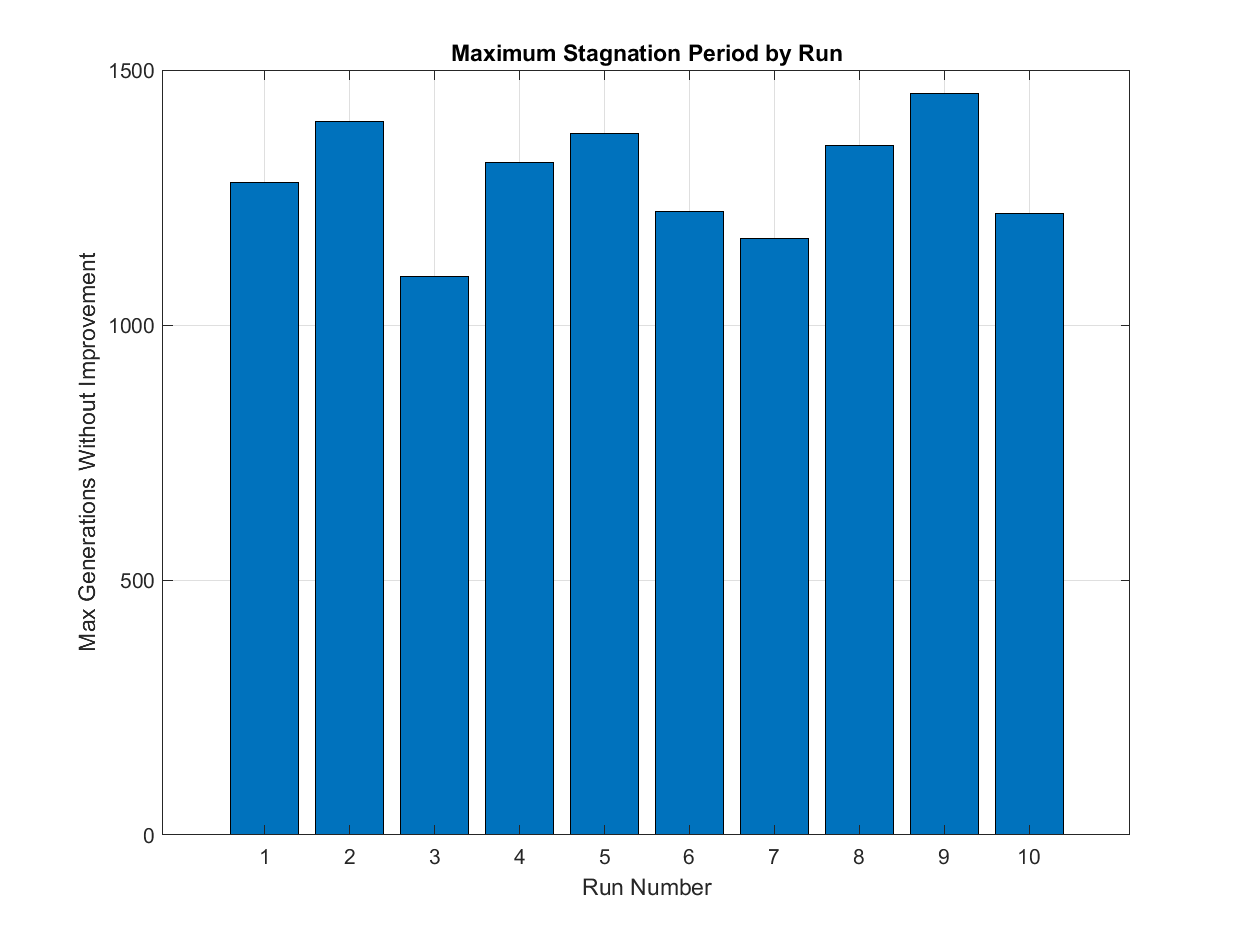 Maximum Stagnation Period by Run
1500
1000
500
0
Max Generations Without Improvement
1 2 3 4 5 6 7 8 9 10
Run Number